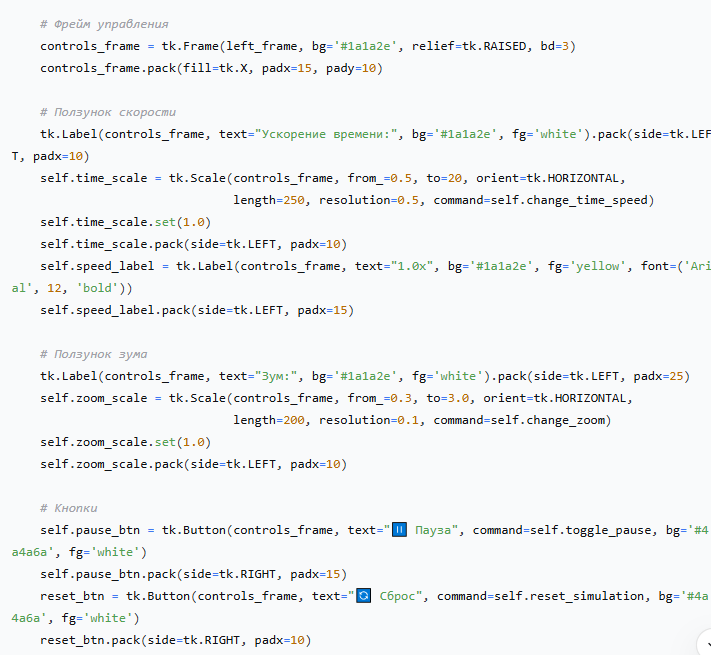 # Фрейм управления
controls_frame = tk.Frame(left_frame, bg='#1a1a2e', relief=tk.RAISED, bd=3)
controls_frame.pack(fill=tk.X, padx=15, pady=10)
# Ползунок скорости
tk.Label(controls_frame, text="Ускорение времени:", bg='#1a1a2e', fg='white').pack(side=tk.LEF
T, padx=10)
self.time_scale = tk.Scale(controls_frame, from_=0.5, to=20, orient=tk.HORIZONTAL,
length=250, resolution=0.5, command=self.change_time_speed)
self.time_scale.set(1.0)
self.time_scale.pack(side=tk.LEFT, padx=10)
self.speed_label = tk.Label(controls_frame, text="1.0x", bg='#1a1a2e', fg='yellow', font=('Ari
al', 12, 'bold'))
self.speed_label.pack(side=tk.LEFT, padx=15)
# Ползунок зума
tk.Label(controls_frame, text="Зум:", bg='#1a1a2e', fg='white').pack(side=tk.LEFT, padx=25)
self.zoom_scale = tk.Scale(controls_frame, from_=0.3, to=3.0, orient=tk.HORIZONTAL,
length=200, resolution=0.1, command=self.change_zoom)
self.zoom_scale.set(1.0)
self.zoom_scale.pack(side=tk.LEFT, padx=10)
# Кнопки
self.pause_btn = tk.Button(controls_frame, text="⏸️ Пауза", command=self.toggle_pause, bg='#4
a4a6a', fg='white')
self.pause_btn.pack(side=tk.RIGHT, padx=15)
reset_btn = tk.Button(controls_frame, text="🔄 Сброс", command=self.reset_simulation, bg='#4a
4a6a', fg='white')
reset_btn.pack(side=tk.RIGHT, padx=10)